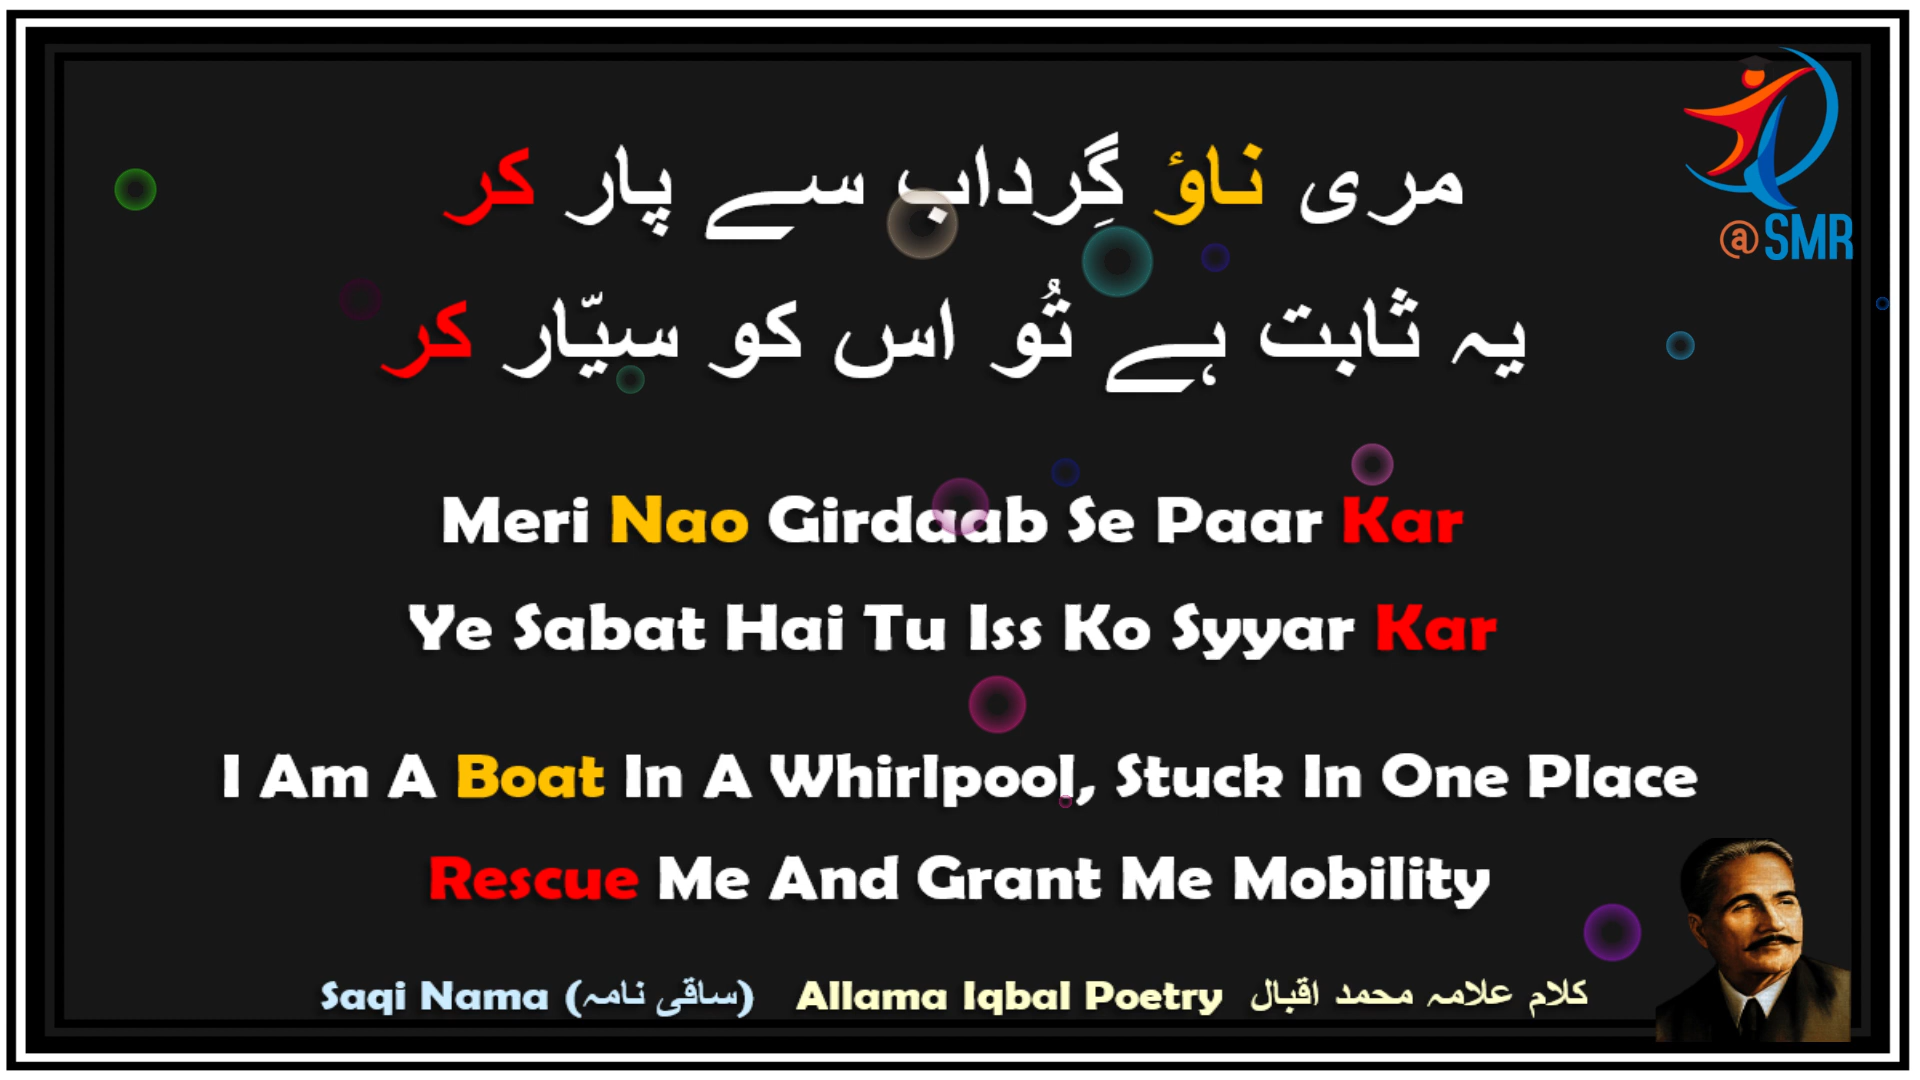 @SMR
مری ناؤ گِرداب سے پار کر
یہ ثابت ہے تُو اس کو سیّار کر
Meri Nao Girdaab Se Paar Kar
Ye Sabat Hai Tu Iss Ko Syyar Kar
I Am A Boat In A Whirlpool, Stuck In One Place
Rescue Me And Grant Me Mobility
Saqi Nama (ساقی نامہ) Allama Iqbal Poetry کلام علامہ محمد اقبال